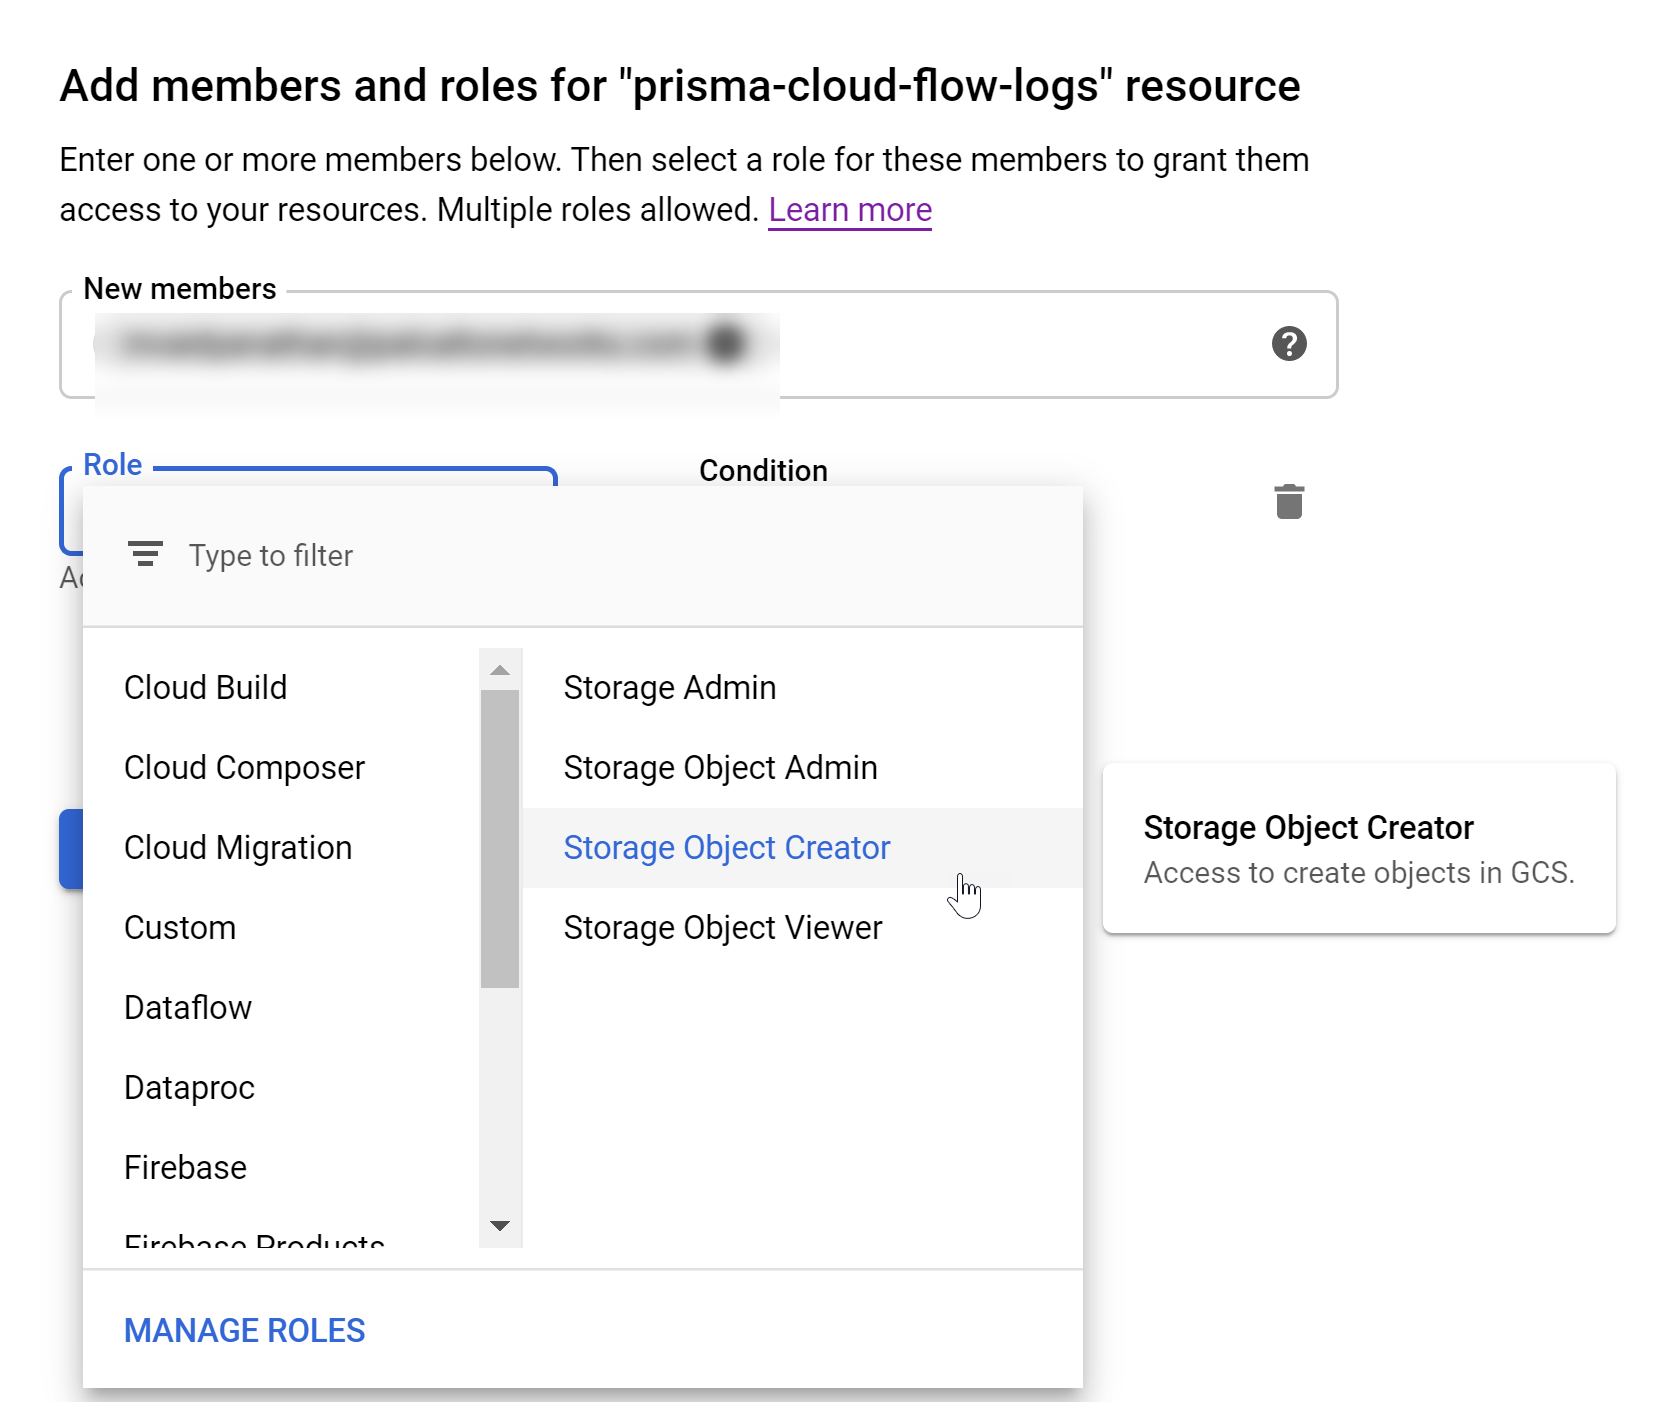 Add members and roles for "prisma-cloud-flow-logs" resource
Enter one or more members below. Then select a role for these members to grant them
access to your resources. Multiple roles allowed. Learn more
New members
Role
Condition
Type to filter
Cloud Build
Cloud Composer
Cloud Migration
Custom
Dataflow
Dataproc
Firebase
Firebase Products
Storage Admin
Storage Object Admin
Storage Object Creator
Storage Object Viewer
Storage Object Creator
Access to create objects in GCS.
MANAGE ROLES